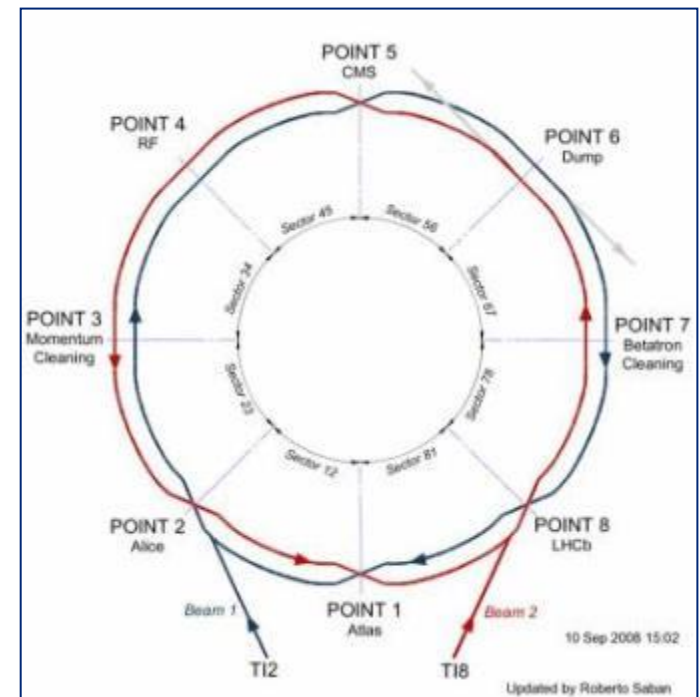 POINT 5
CMS
POINT 4
RF
POINT 6
Dump
Sector 45
Sector 56
Sector 34
Sector 67
POINT 3
Momentum
Cleaning
POINT 7
Betatron
Cleaning
Sector 23
Sector 78
Sector 12
Sector 81
POINT 2
Alice
POINT 8
LHCb
Beam 1
POINT 1
Atlas
Beam 2
10 Sep 2008 15:02
TI2
TI8
Updated by Roberto Saban